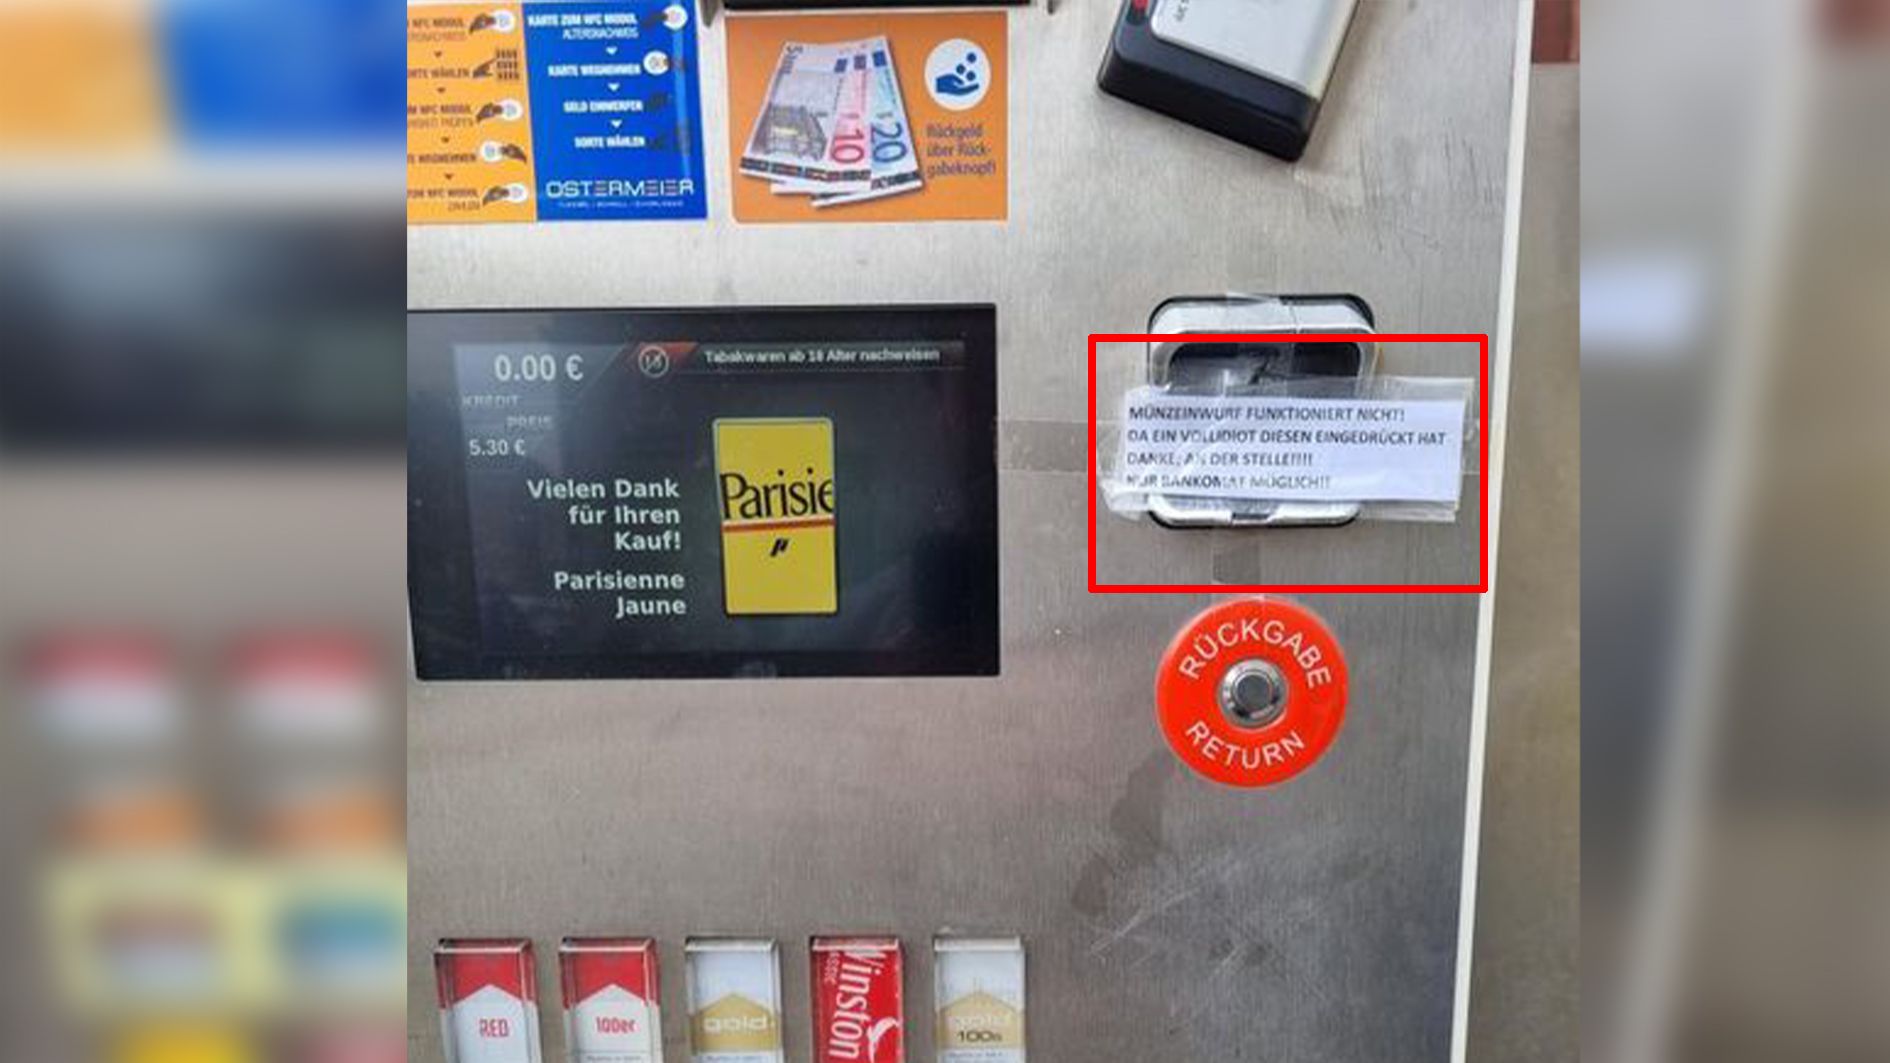 KARTE ZUM NFC MODUL
ALTERSNACHWEIS
KARTE WEGNEHMEN
GELD EINWERFEN
SORTE WÄHLEN
OSTERMEIER
5
10
20
Rückgeld
über Rück-
gabeknopf!
0.00 €
KREDIT
PREIS
5.30 €
Tabakwaren ab 18 Alter nachweisen
Vielen Dank
für Ihren
Kauf!
Parisienne
Jaune
Parisie
MÜNZEINWURF FUNKTIONIERT NICHT!
DA EIN VOLLIDIOT DIESEN EINGEDRÜCKT HAT
DANKE, AN DER STELLE!!!!
NUR BANKOMAT MÖGLICH!!
RÜCKGABE
RETURN
RED
100er
gold
Winston
gold
100s